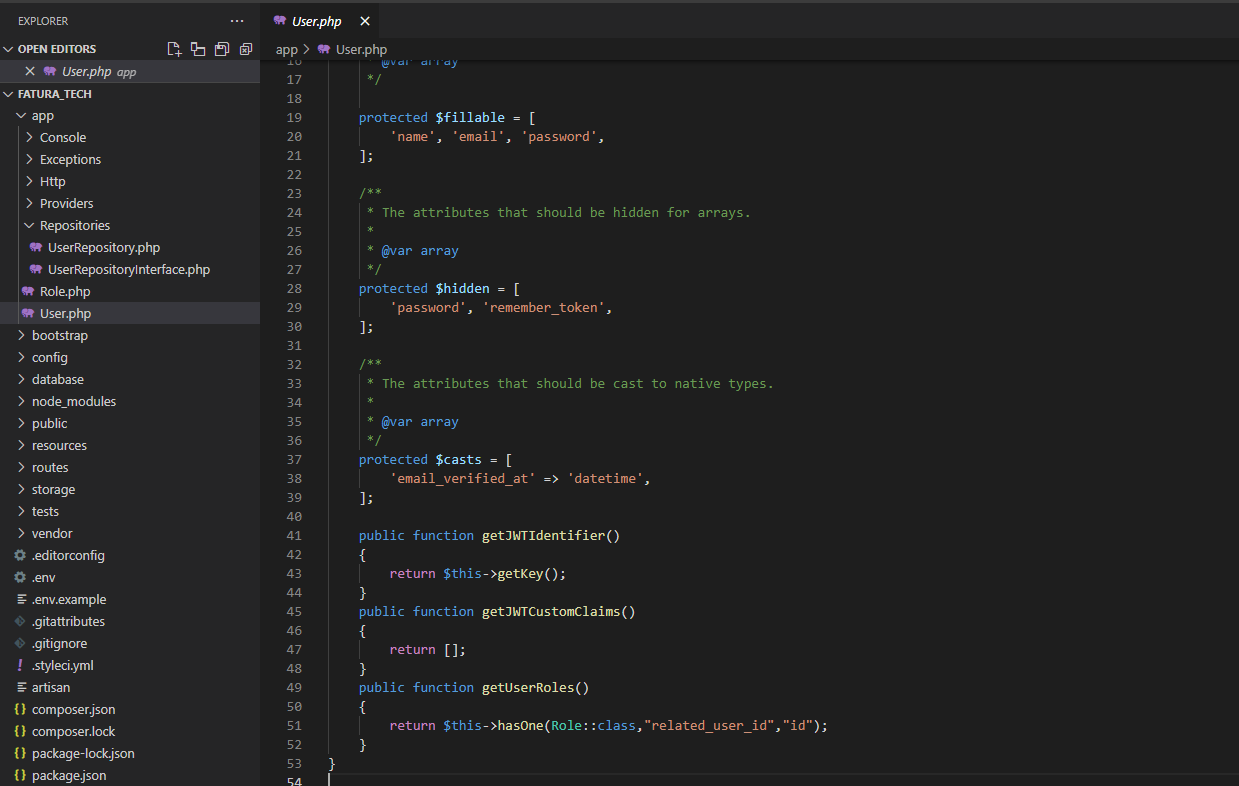 EXPLORER
OPEN EDITORS
User.php app
FATURA_TECH
app
Console
Exceptions
Http
Providers
Repositories
UserRepository.php
UserRepositoryInterface.php
Role.php
User.php
bootstrap
config
database
node_modules
public
resources
routes
storage
tests
vendor
.editorconfig
.env
.env.example
.gitattributes
.gitignore
.styleci.yml
artisan
composer.json
composer.lock
package-lock.json
package.json
User.php
app > User.php
16 * @var array
17 */
18
19 protected $fillable = [
20 'name', 'email', 'password',
21 ];
22
23 /**
24 * The attributes that should be hidden for arrays.
25 *
26 * @var array
27 */
28 protected $hidden = [
29 'password', 'remember_token',
30 ];
31
32 /**
33 * The attributes that should be cast to native types.
34 *
35 * @var array
36 */
37 protected $casts = [
38 'email_verified_at' => 'datetime',
39 ];
40
41 public function getJWTIdentifier()
42 {
43 return $this->getKey();
44 }
45 public function getJWTCustomClaims()
46 {
47 return [];
48 }
49 public function getUserRoles()
50 {
51 return $this->hasOne(Role::class,"related_user_id","id");
52 }
53 }
54